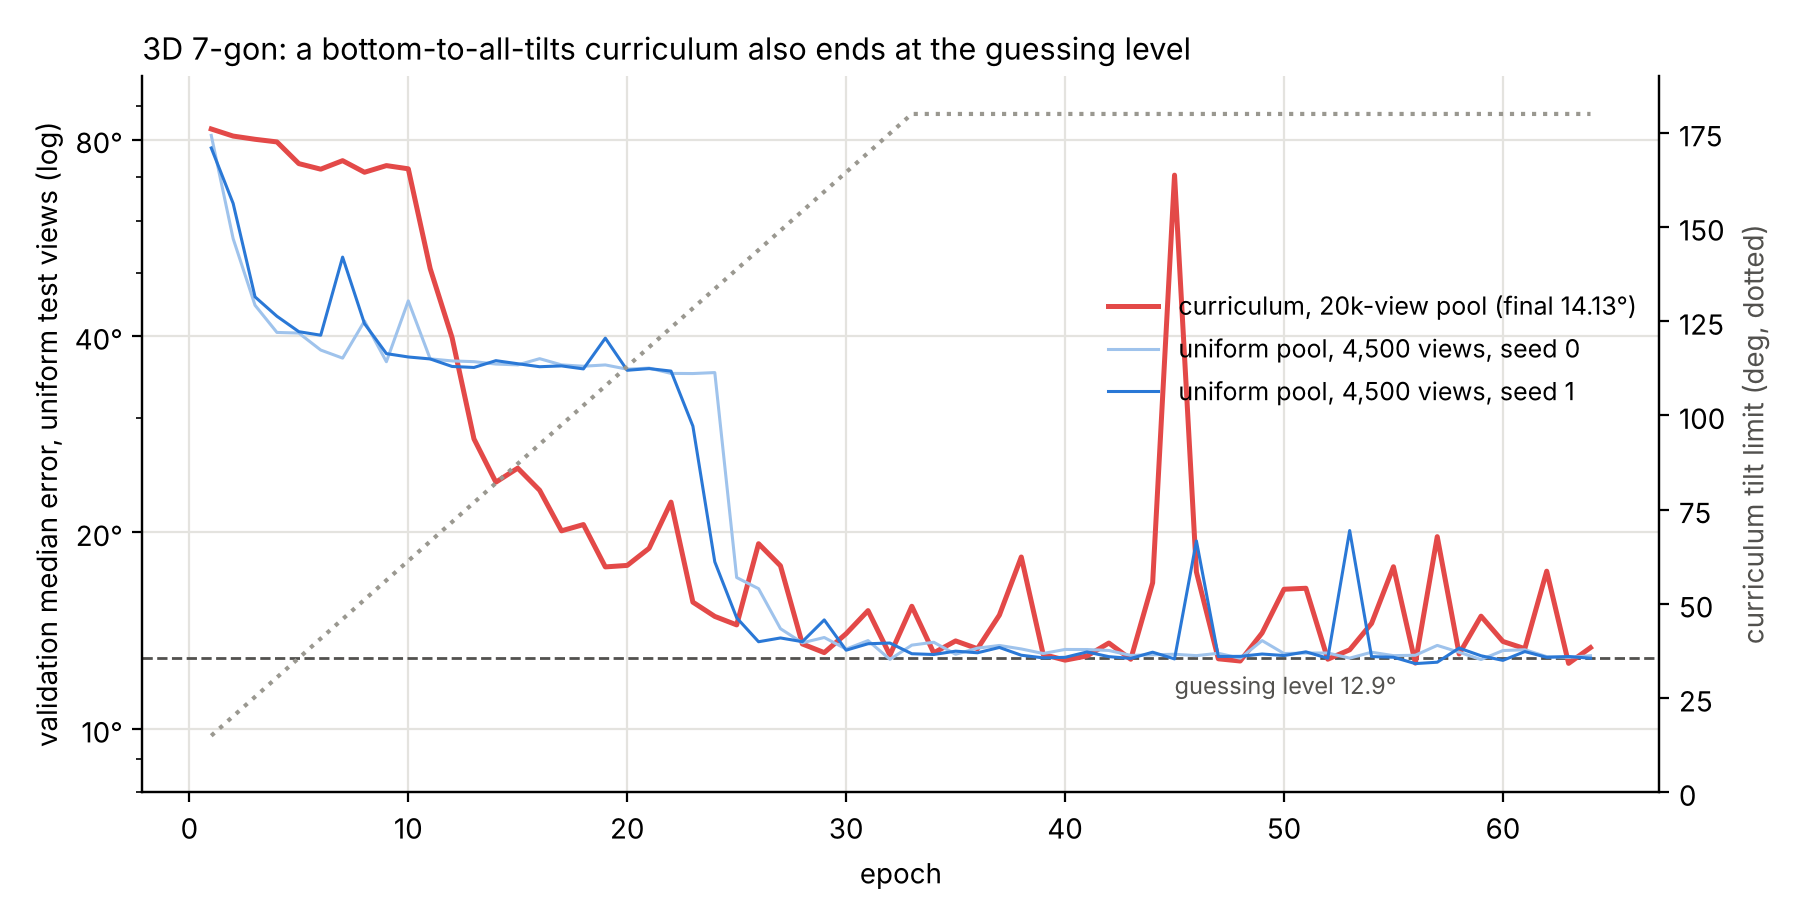 3D 7-gon: a bottom-to-all-tilts curriculum also ends at the guessing level
validation median error, uniform test views (log)
80°
40°
20°
10°
175
150
125
100
75
50
25
0
curriculum tilt limit (deg, dotted)
curriculum, 20k-view pool (final 14.13°)
uniform pool, 4,500 views, seed 0
uniform pool, 4,500 views, seed 1
guessing level 12.9°
0 10 20 30 40 50 60
epoch